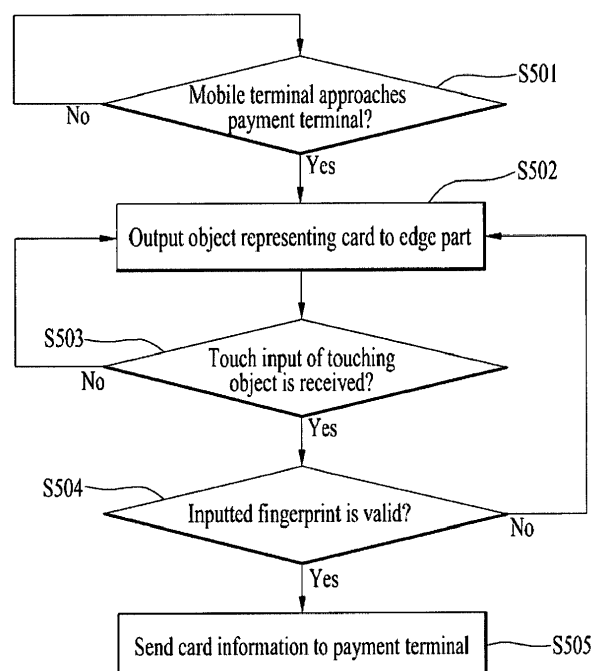 S501
Mobile terminal approaches
payment terminal?
No
Yes
S502
Output object representing card to edge part
S503
Touch input of touching
object is received?
No
Yes
S504
Inputted fingerprint is valid?
No
Yes
Send card information to payment terminal
S505